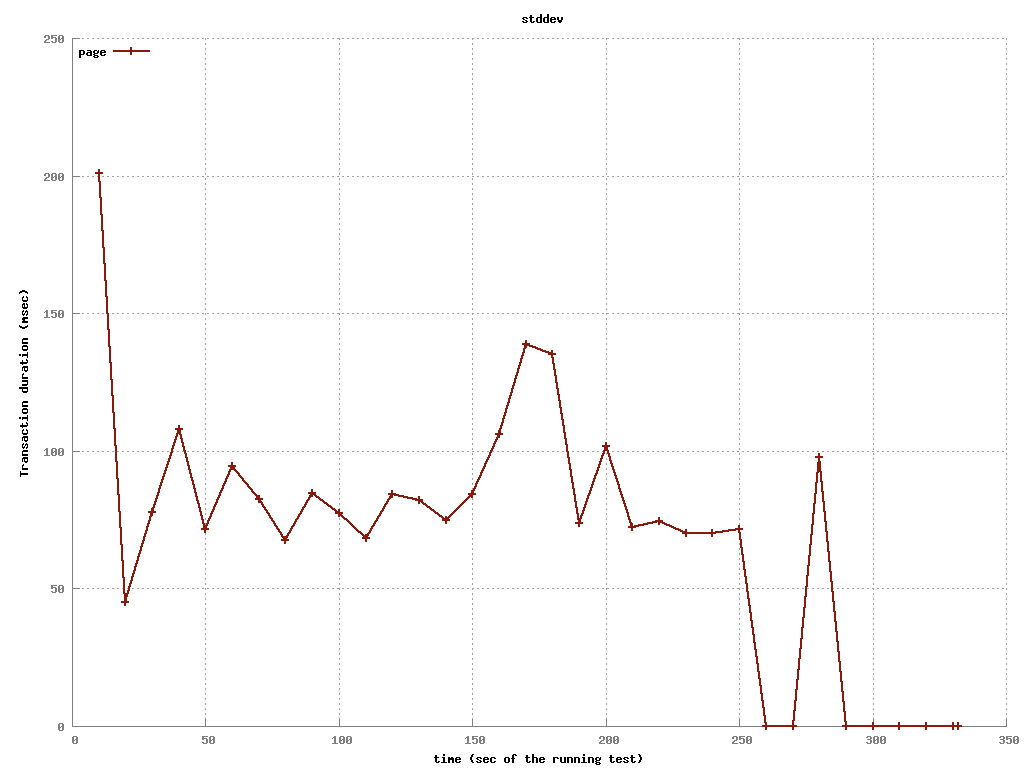 stddev
page
250
200
150
100
50
0
Transaction duration (msec)
0 50 100 150 200 250 300 350
time (sec of the running test)